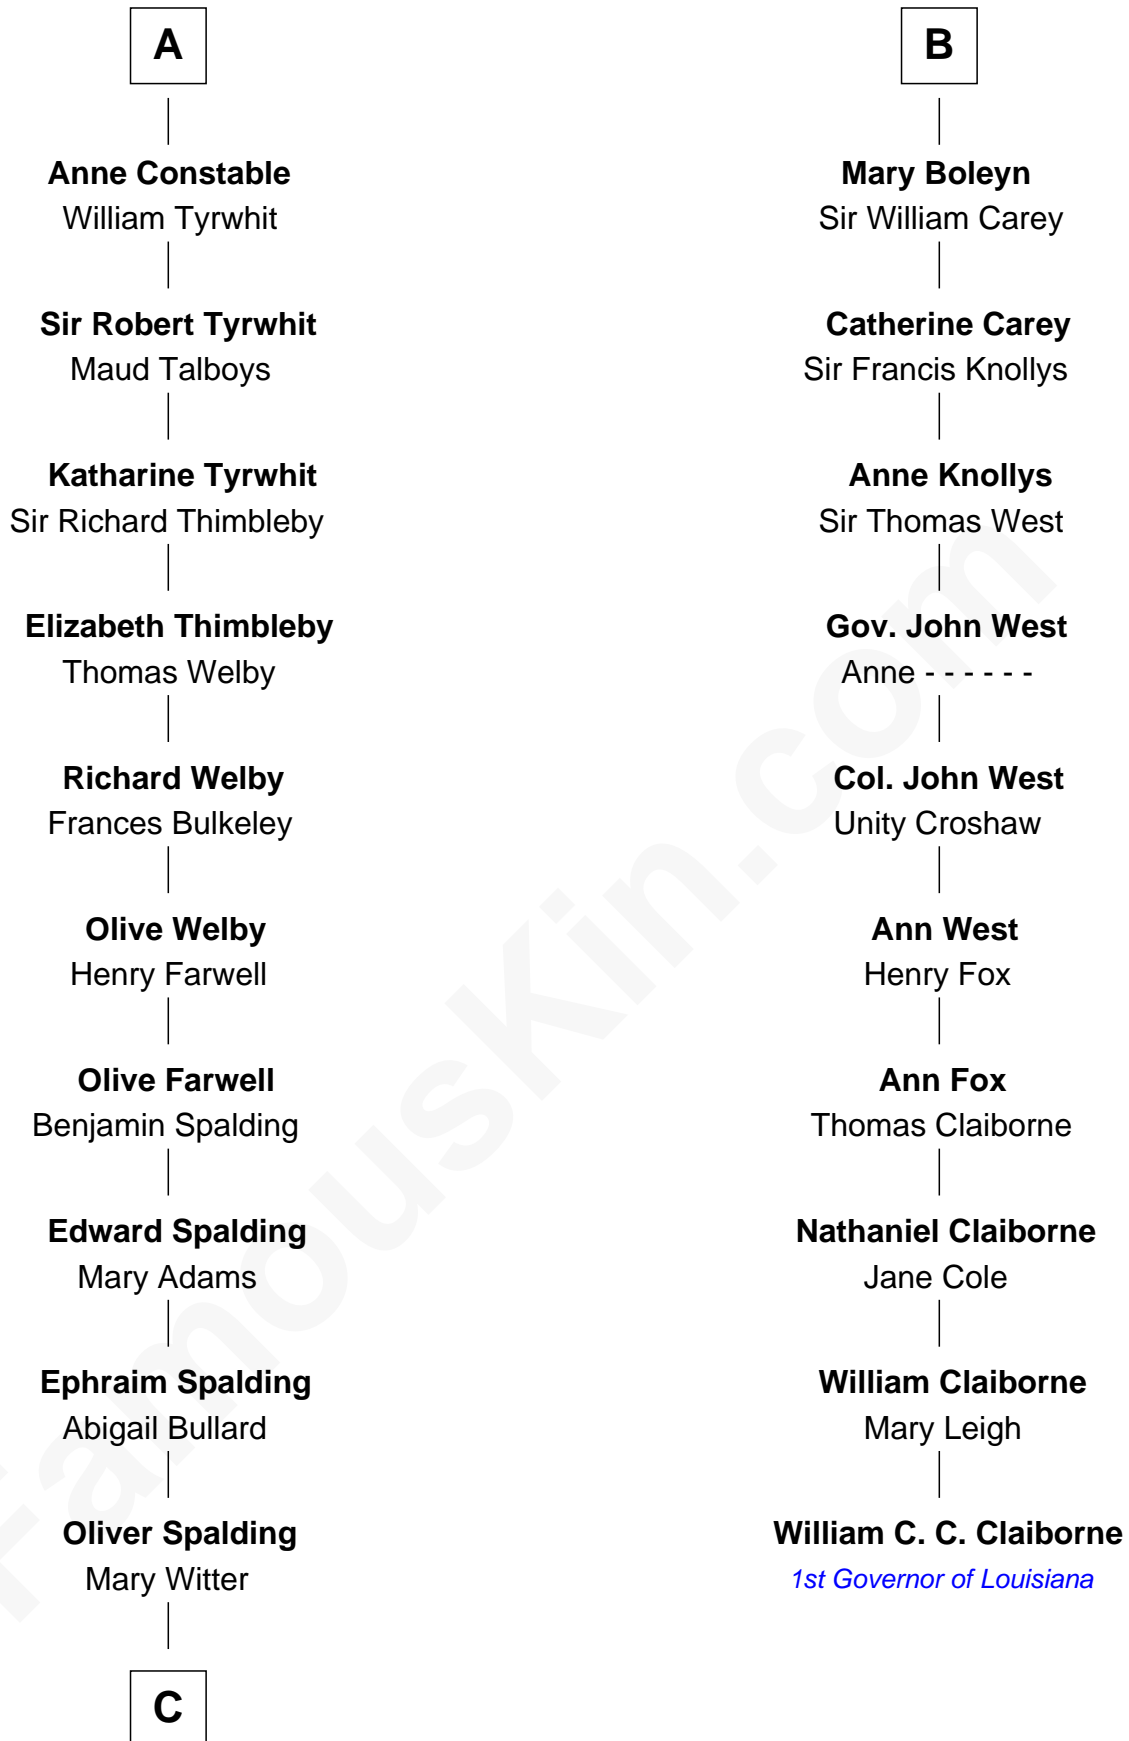 A
Anne Constable
William Tyrwhit
Sir Robert Tyrwhit
Maud Talboys
Katharine Tyrwhit
Sir Richard Thimbleby
Elizabeth Thimbleby
Thomas Welby
Richard Welby
Frances Bulkeley
Olive Welby
Henry Farwell
Olive Farwell
Benjamin Spalding
Edward Spalding
Mary Adams
Ephraim Spalding
Abigail Bullard
Oliver Spalding
Mary Witter
C
B
Mary Boleyn
Sir William Carey
Catherine Carey
Sir Francis Knollys
Anne Knollys
Sir Thomas West
Gov. John West
Anne - - - - - -
Col. John West
Unity Croshaw
Ann West
Henry Fox
Ann Fox
Thomas Claiborne
Nathaniel Claiborne
Jane Cole
William Claiborne
Mary Leigh
William C. C. Claiborne
1st Governor of Louisiana
FamousKin.com